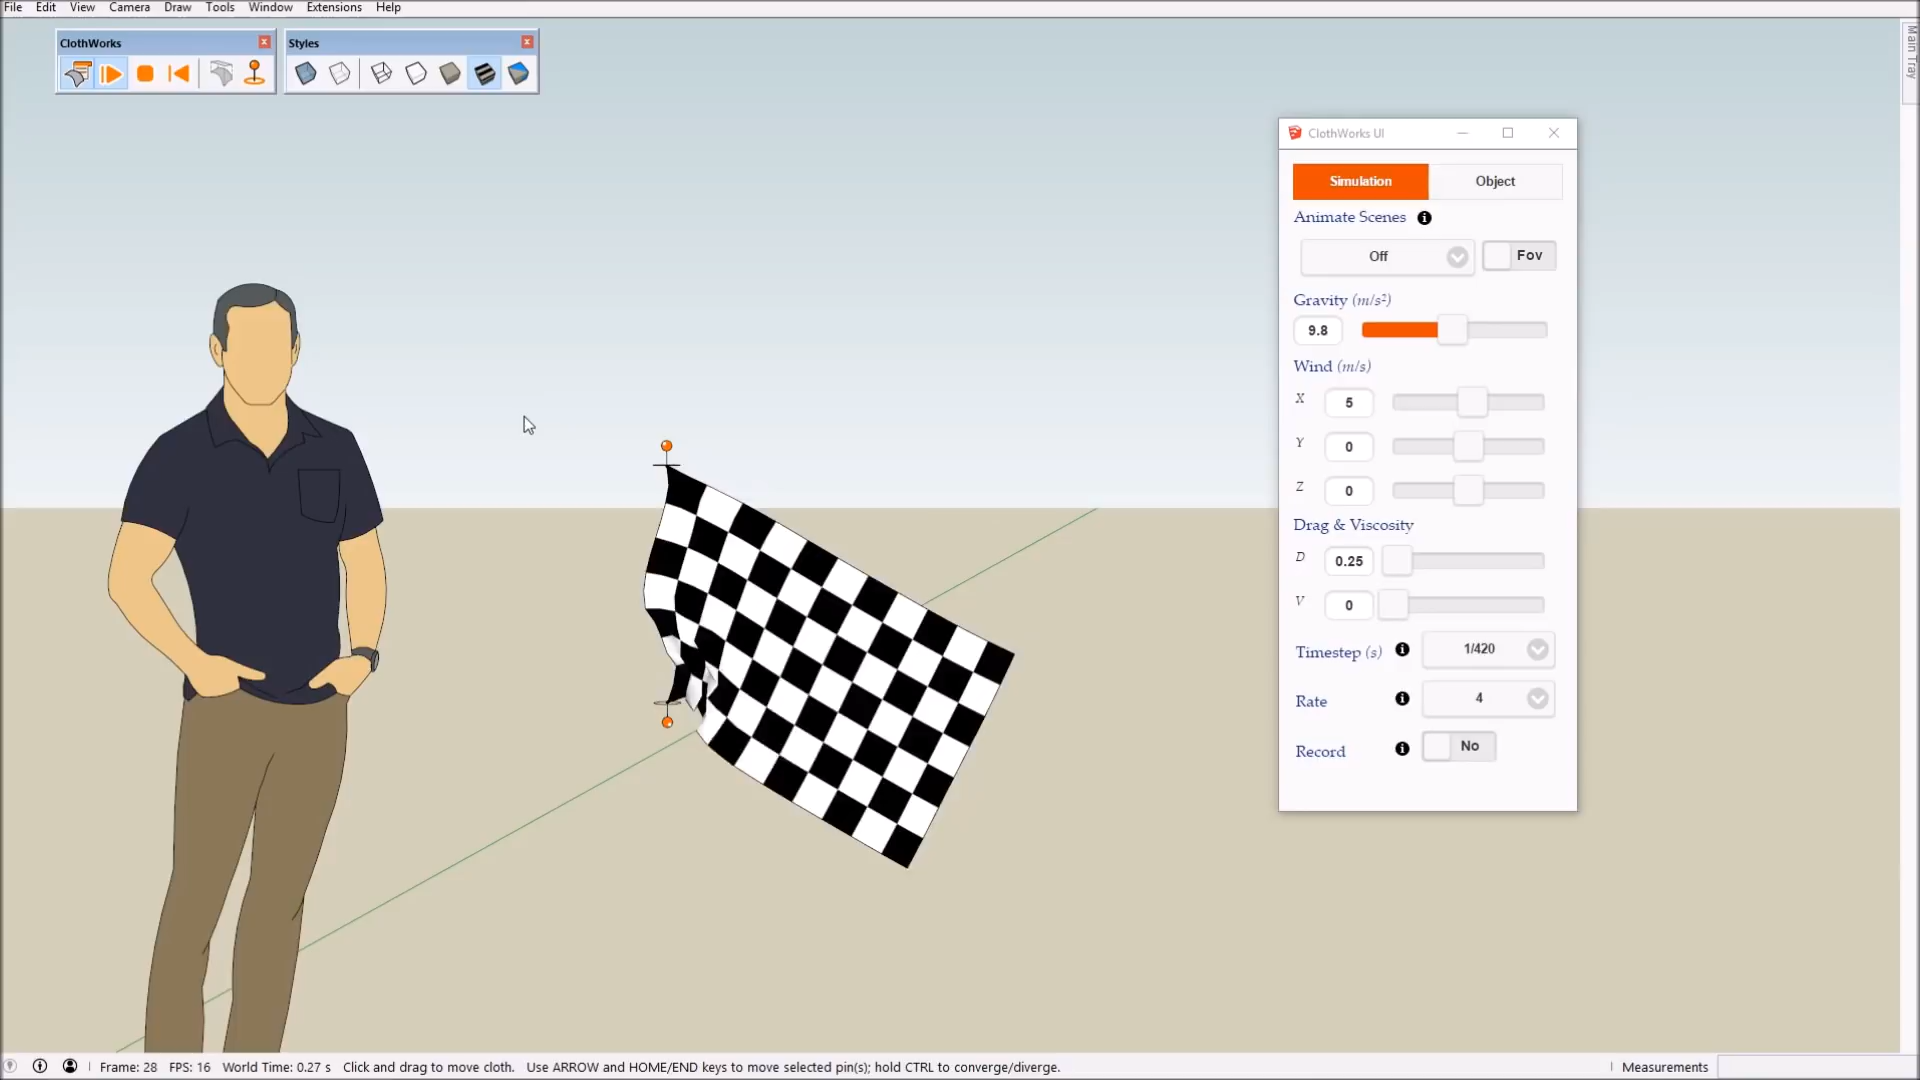 File Edit View Camera Draw Tools Window Extensions Help
ClothWorks
Styles
Main Tray
ClothWorks UI
Simulation Object
Animate Scenes
Off Fov
Gravity (m/s²)
9.8
Wind (m/s)
X 5
Y 0
Z 0
Drag & Viscosity
D 0.25
V 0
Timestep (s) 1/420
Rate 4
Record No
Frame: 28 FPS: 16 World Time: 0.27 s Click and drag to move cloth. Use ARROW and HOME/END keys to move selected pin(s); hold CTRL to converge/diverge. Measurements